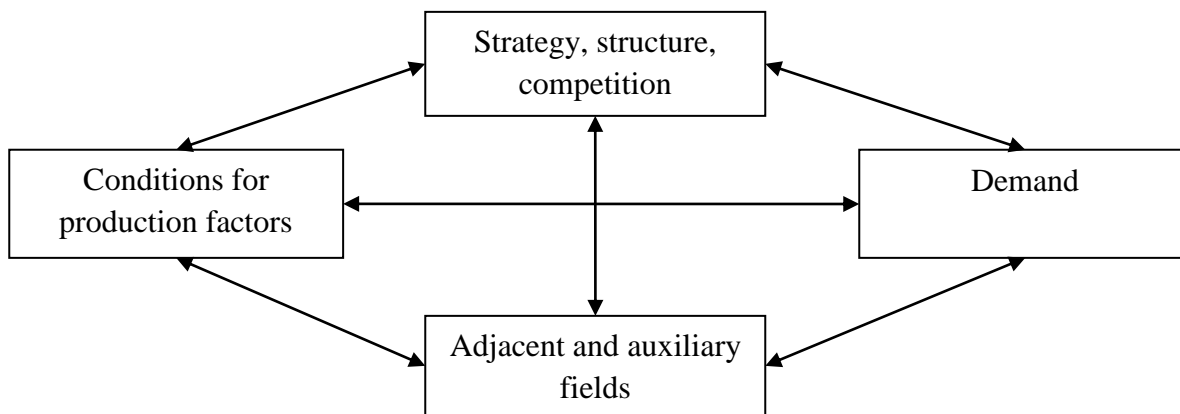 Strategy, structure,
competition
Conditions for
production factors
Demand
Adjacent and auxiliary
fields